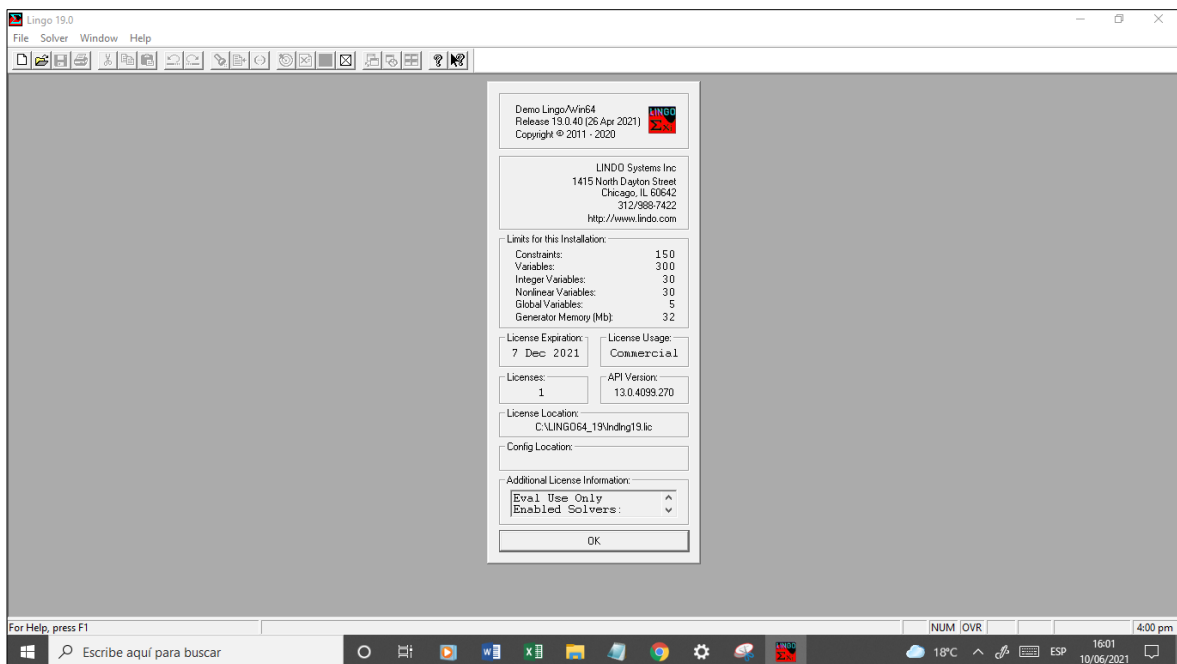 Lingo 19.0
File Solver Window Help
Demo Lingo/Win64
Release 19.0.40 (26 Apr 2021)
Copyright © 2011 - 2020
LINGO
LINDO Systems Inc
1415 North Dayton Street
Chicago, IL 60642
312/988-7422
http://www.lindo.com
Limits for this Installation:
Constraints: 150
Variables: 300
Integer Variables: 30
Nonlinear Variables: 30
Global Variables: 5
Generator Memory (Mb): 32
License Expiration: License Usage:
7 Dec 2021 Commercial
Licenses: API Version:
1 13.0.4099.270
License Location:
C:\LINGO64_19\lndlng19.lic
Config Location:
Additional License Information:
Eval Use Only
Enabled Solvers:
OK
For Help, press F1 NUM OVR 4:00 pm
Escribe aquí para buscar 18°C ESP 16:01
10/06/2021